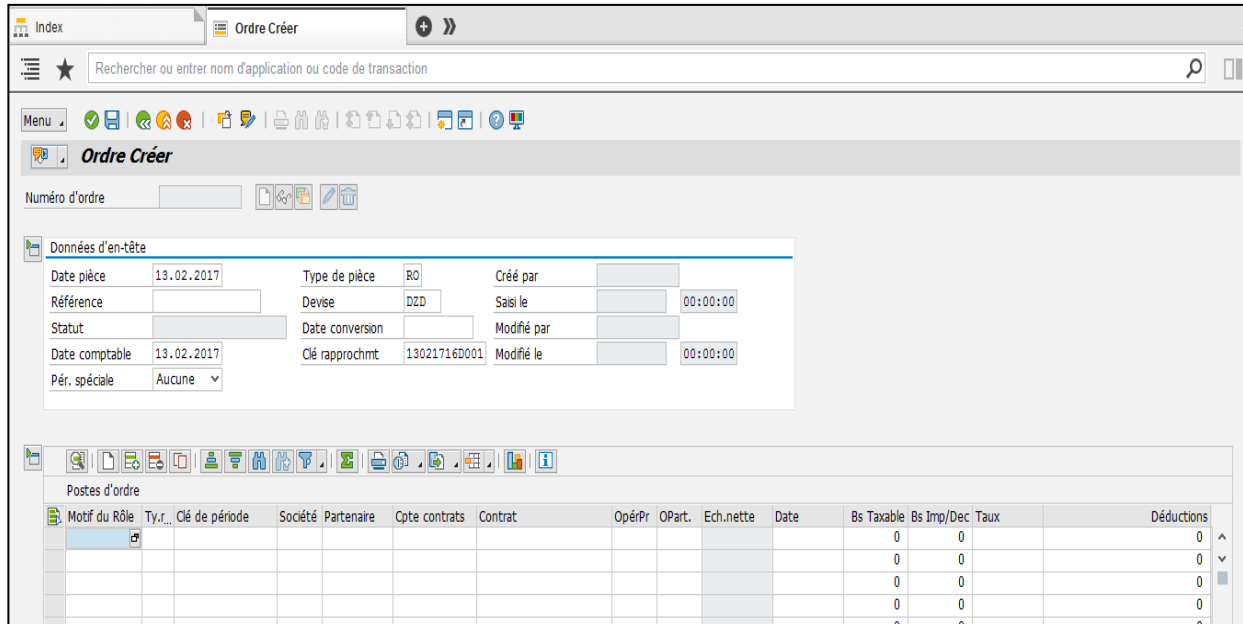 Index
Ordre Créer
Rechercher ou entrer nom d'application ou code de transaction
Menu
Ordre Créer
Numéro d'ordre
Données d'en-tête
Date pièce 13.02.2017 Type de pièce RO Créé par
Référence Devise DZD Saisi le 00:00:00
Statut Date conversion Modifié par
Date comptable 13.02.2017 Clé rapprochmt 13021716D001 Modifié le 00:00:00
Pér. spéciale Aucune
Postes d'ordre
Motif du Rôle Ty.r... Clé de période Société Partenaire Cpte contrats Contrat OpérPr OPart. Ech.nette Date Bs Taxable Bs Imp/Dec Taux Déductions
0 0 0
0 0 0
0 0 0
0 0 0
0 0 0